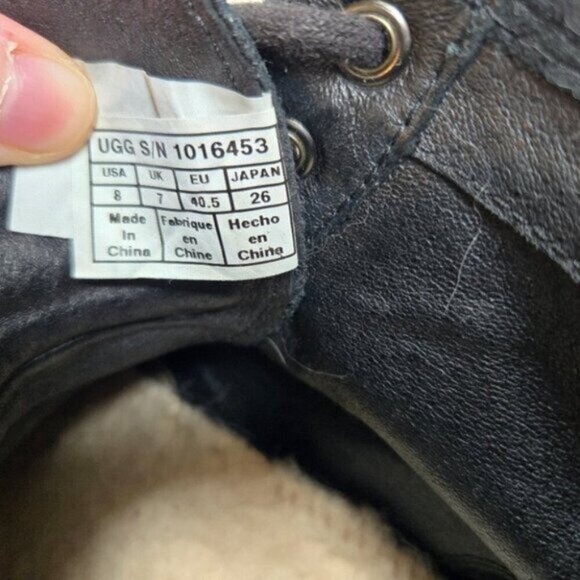 UGG S/N 1016453
USA UK EU JAPAN
8 7 40.5 26
Made Fabrique Hecho
In en en
China Chine China